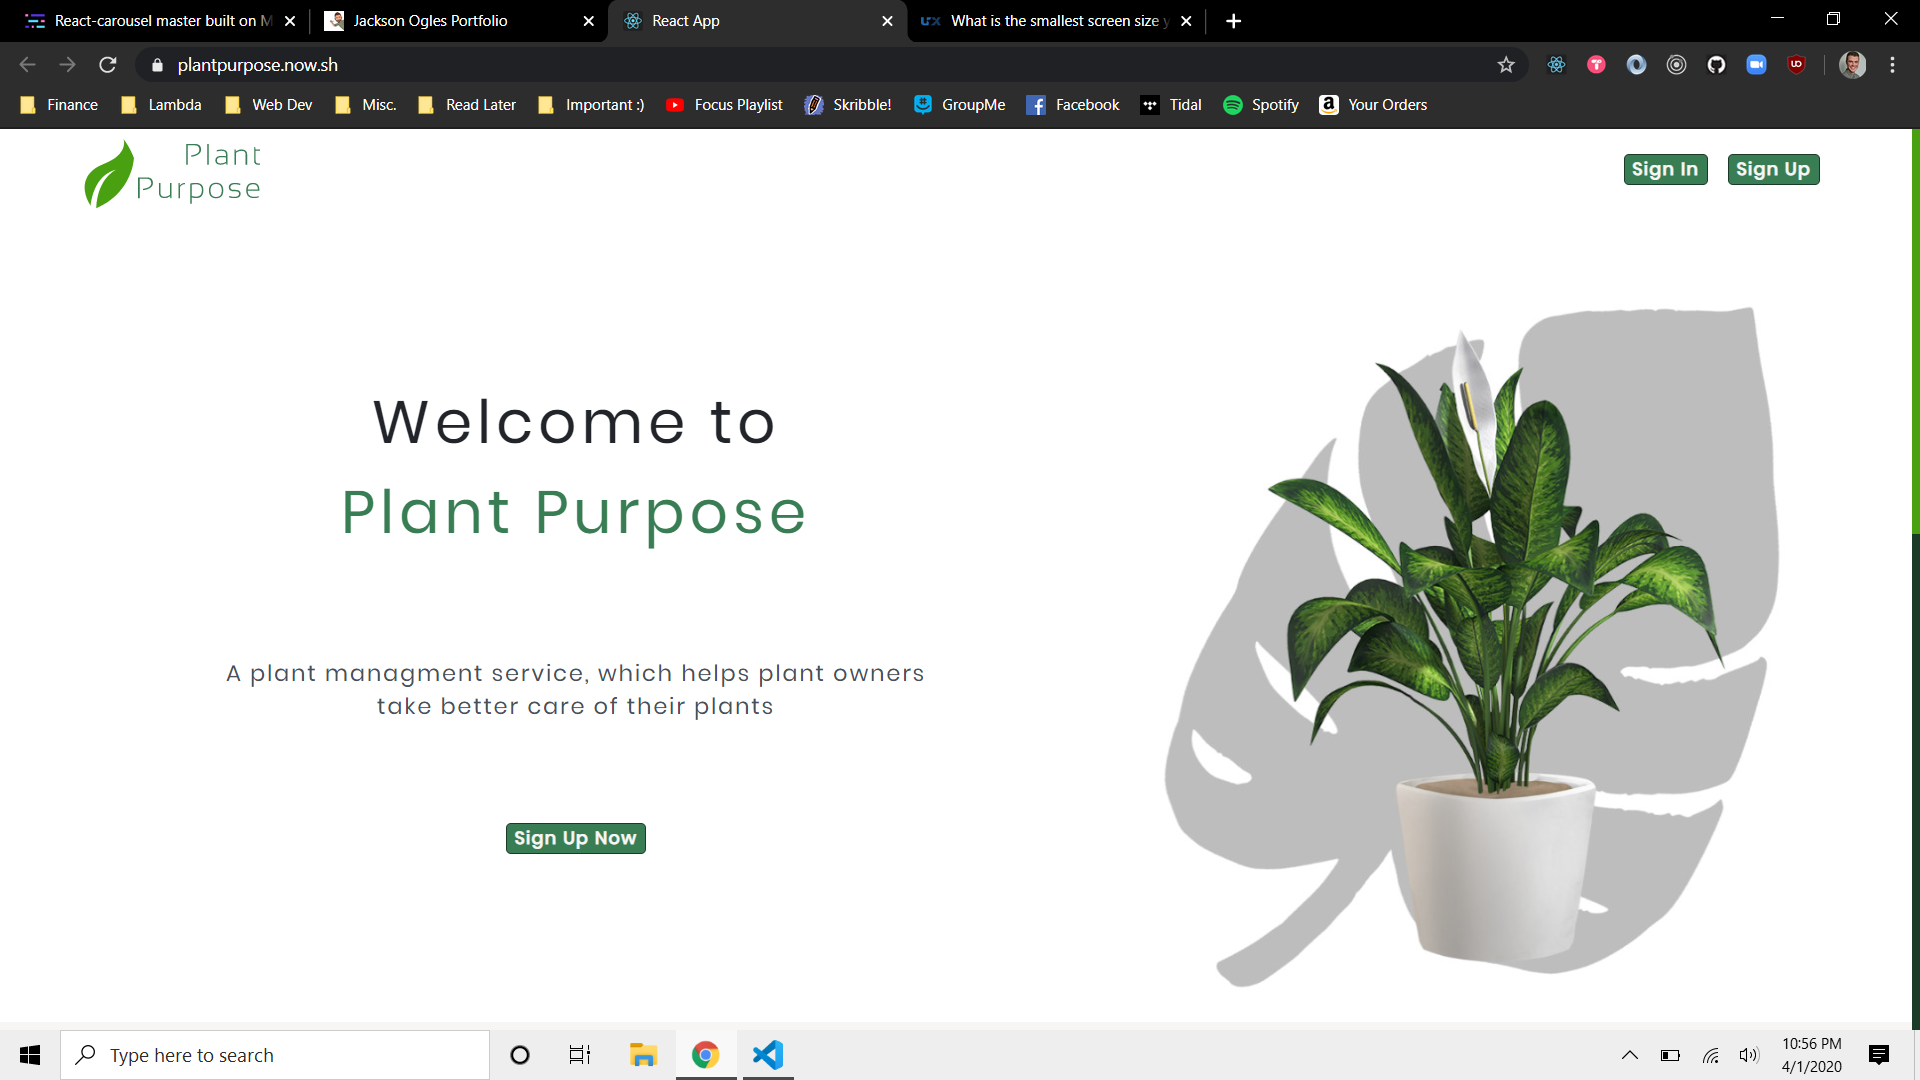 React-carousel master built on M
Jackson Ogles Portfolio
React App
What is the smallest screen size y
plantpurpose.now.sh
Finance
Lambda
Web Dev
Misc.
Read Later
Important :)
Focus Playlist
Skribble!
GroupMe
Facebook
Tidal
Spotify
Your Orders
Plant
Purpose
Sign In
Sign Up
Welcome to
Plant Purpose
A plant managment service, which helps plant owners
take better care of their plants
Sign Up Now
Type here to search
10:56 PM
4/1/2020